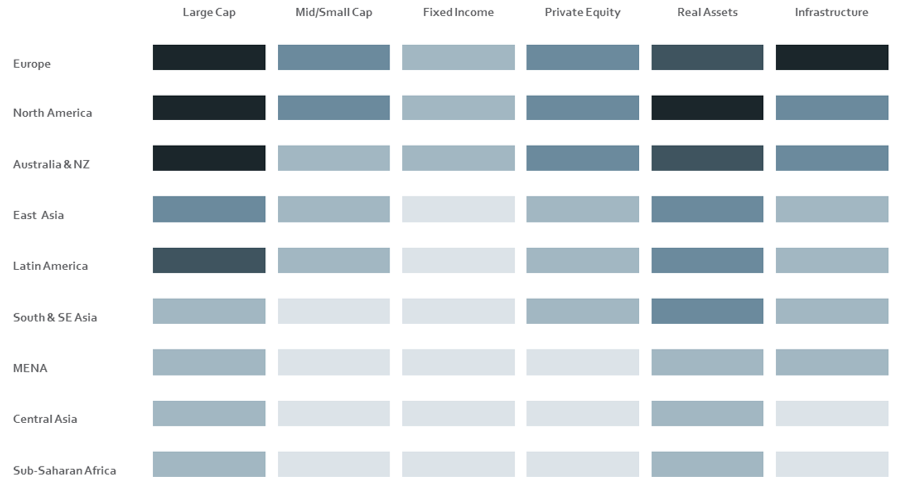 Large Cap Mid/Small Cap Fixed Income Private Equity Real Assets Infrastructure
Europe
North America
Australia & NZ
East Asia
Latin America
South & SE Asia
MENA
Central Asia
Sub-Saharan Africa